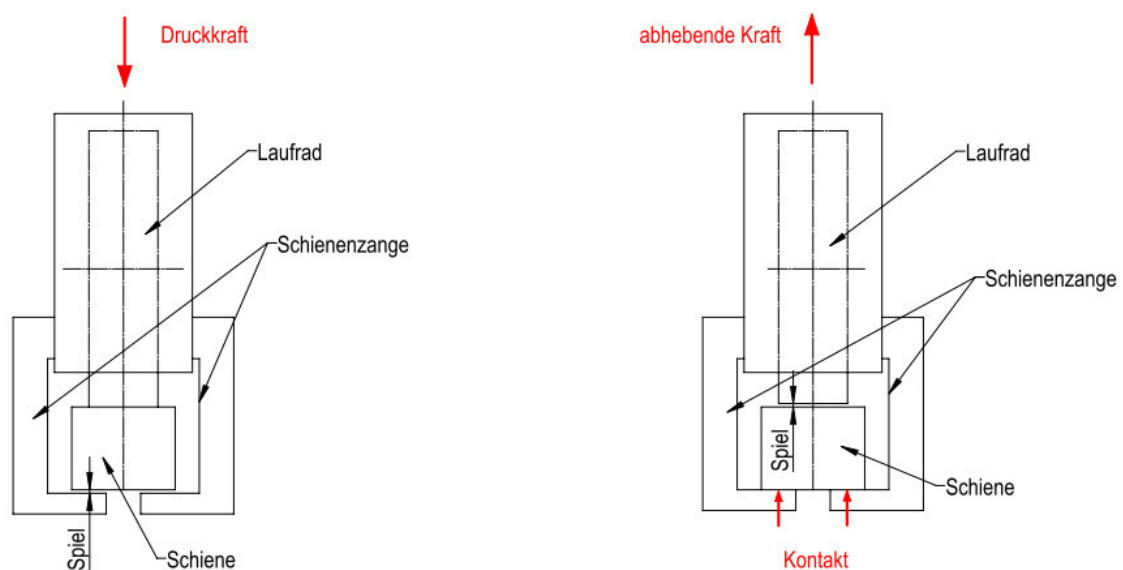 Druckkraft
Laufrad
Schienenzange
Spiel
Schiene
abhebende Kraft
Laufrad
Schienenzange
Spiel
Schiene
Kontakt